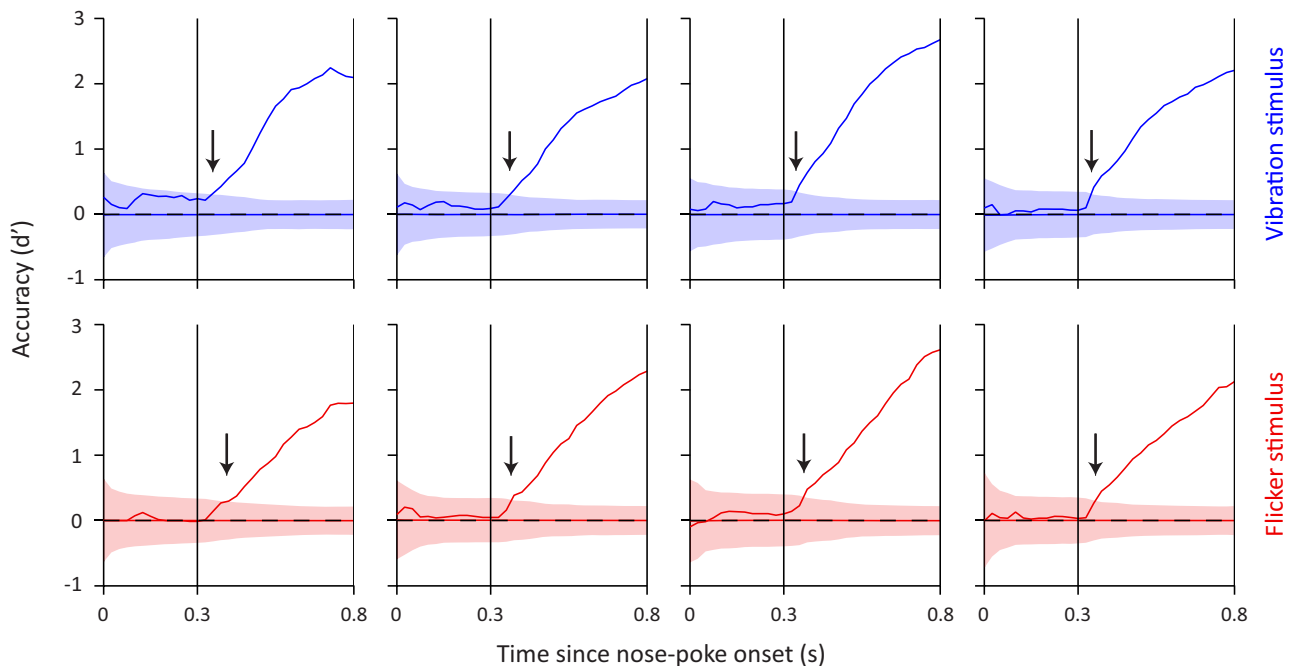 3
2
1
0
-1
Vibration stimulus
Accuracy (d')
3
2
1
0
-1
0 0.3 0.8 0 0.3 0.8 0 0.3 0.8 0 0.3 0.8
Flicker stimulus
Time since nose-poke onset (s)